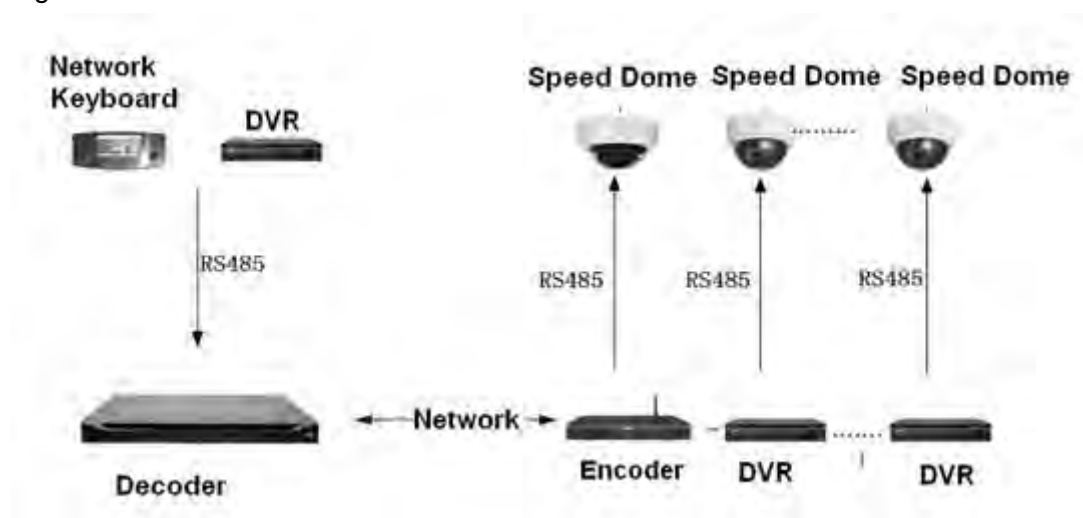 Network
Keyboard
DVR
RS485
Decoder
Network
Speed Dome Speed Dome Speed Dome
RS485 RS485 RS485
Encoder DVR DVR